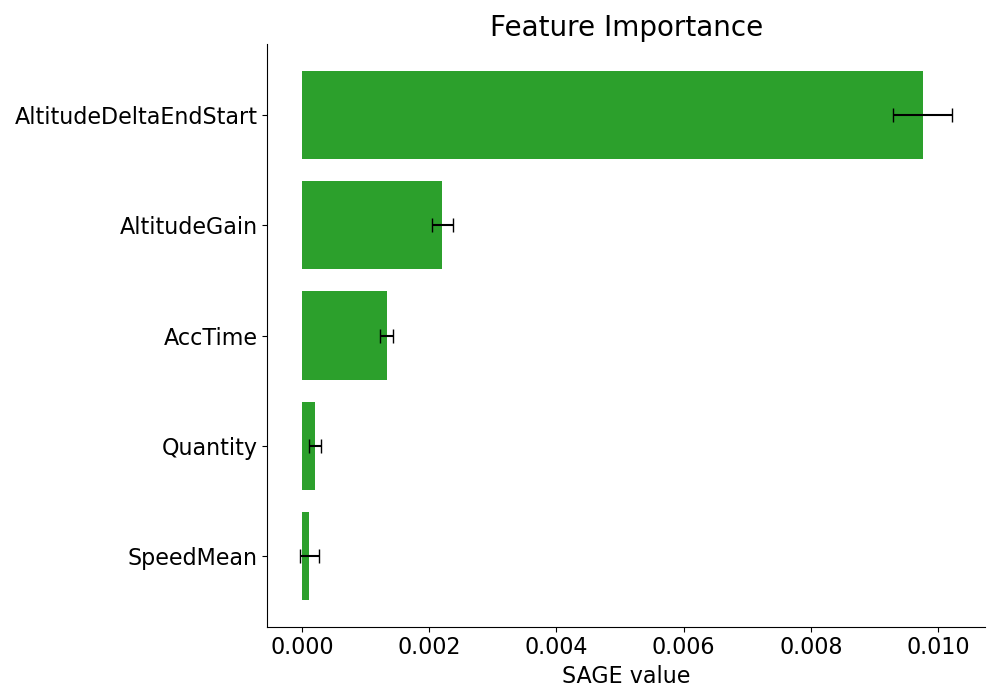 Feature Importance
AltitudeDeltaEndStart
AltitudeGain
AccTime
Quantity
SpeedMean
0.000 0.002 0.004 0.006 0.008 0.010
SAGE value